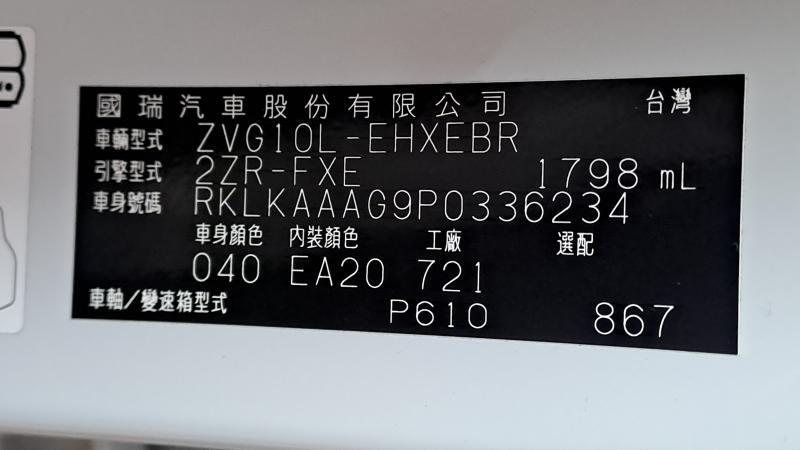 國瑞汽車股份有限公司 台灣
車輛型式 ZVG10L-EHXEBR
引擎型式 2ZR-FXE 1798 mL
車身號碼 RKLKAAAG9P0336234
車身顏色 內裝顏色 工廠 選配
040 EA20 721
車軸/變速箱型式 P610 867